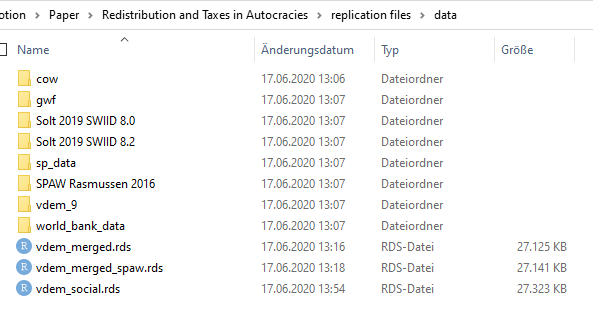 otion › Paper › Redistribution and Taxes in Autocracies › replication files › data
Name Änderungsdatum Typ Größe
cow 17.06.2020 13:06 Dateiordner
gwf 17.06.2020 13:07 Dateiordner
Solt 2019 SWIID 8.0 17.06.2020 13:07 Dateiordner
Solt 2019 SWIID 8.2 17.06.2020 13:07 Dateiordner
sp_data 17.06.2020 13:07 Dateiordner
SPAW Rasmussen 2016 17.06.2020 13:07 Dateiordner
vdem_9 17.06.2020 13:07 Dateiordner
world_bank_data 17.06.2020 13:07 Dateiordner
R vdem_merged.rds 17.06.2020 13:16 RDS-Datei 27.125 KB
R vdem_merged_spaw.rds 17.06.2020 13:18 RDS-Datei 27.141 KB
R vdem_social.rds 17.06.2020 13:54 RDS-Datei 27.323 KB